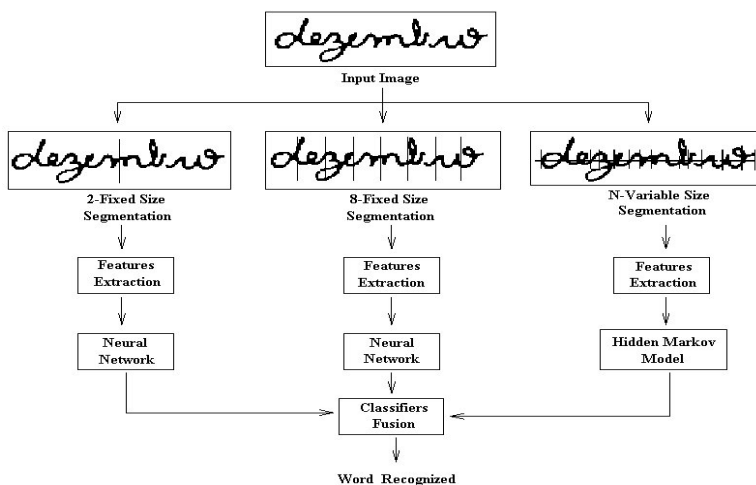 dezembro
Input Image
dezembro
dezembro
dezembro
2-Fixed Size
Segmentation
8-Fixed Size
Segmentation
N-Variable Size
Segmentation
Features
Extraction
Features
Extraction
Features
Extraction
Neural
Network
Neural
Network
Hidden Markov
Model
Classifiers
Fusion
Word Recognized